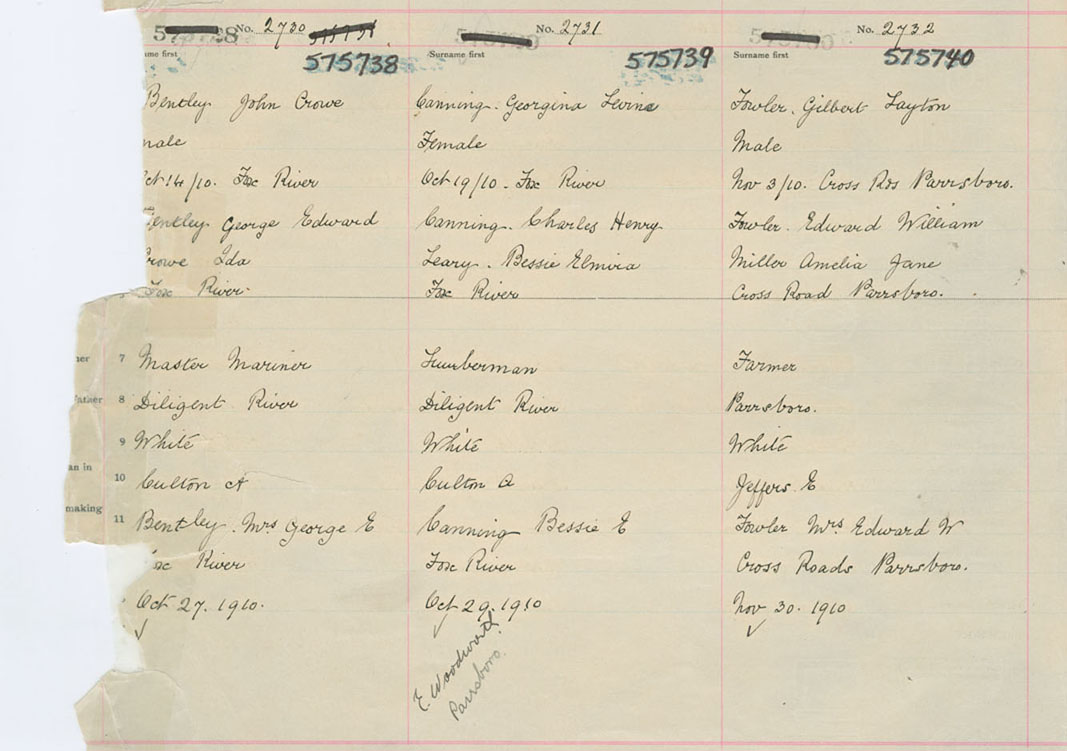 No. 2730
575738
Surname first
Bentley John Crowe
male
Oct 14/10. Fox River
Bentley George Edward
Crowe Ida
Fox River.
7 Master Mariner
8 Diligent River
9 White
10 Culton A
11 Bentley. Mrs George E
Fox River
Oct 27. 1910.
No. 2731
575739
Surname first
Canning. Georgina Levine
Female
Oct 19/10 - Fox River
Canning. Charles Henry
Leary. Bessie Elmira
Fox River
Lumberman
Diligent River
White
Culton A
Canning Bessie E
Fox River
Oct 29. 1910
E. Woodworth
Parrsboro.
No. 2732
575740
Surname first
Fowler. Gilbert Layton
Male
Nov 3/10. Cross Rds Parrsboro.
Fowler. Edward William
Miller Amelia Jane
Cross Road Parrsboro.
Farmer
Parrsboro.
White
Jeffers E
Fowler Mrs Edward W
Cross Roads Parrsboro.
Nov 30. 1910